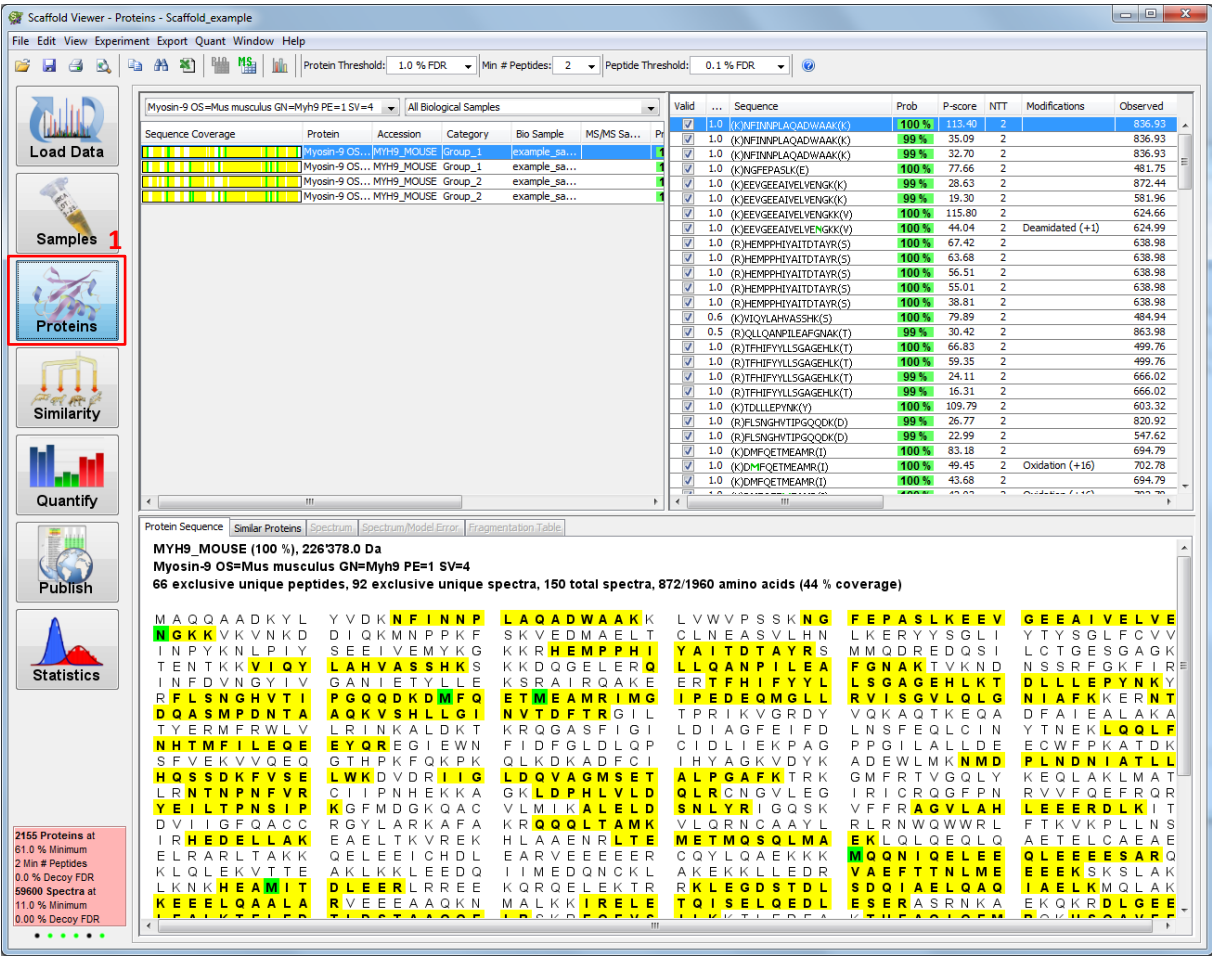 Scaffold Viewer - Proteins - Scaffold_example
File Edit View Experiment Export Quant Window Help
Protein Threshold: 1.0 % FDR Min # Peptides: 2 Peptide Threshold: 0.1 % FDR
Load Data
Samples
1
Proteins
Similarity
Quantify
Publish
Statistics
2155 Proteins at
61.0 % Minimum
2 Min # Peptides
0.0 % Decoy FDR
59600 Spectra at
11.0 % Minimum
0.00 % Decoy FDR
Myosin-9 OS=Mus musculus GN=Myh9 PE=1 SV=4 All Biological Samples
Sequence Coverage Protein Accession Category Bio Sample MS/MS Sa... Pr
Myosin-9 OS... MYH9_MOUSE Group_1 example_sa... 1
Myosin-9 OS... MYH9_MOUSE Group_1 example_sa... 1
Myosin-9 OS... MYH9_MOUSE Group_2 example_sa... 1
Myosin-9 OS... MYH9_MOUSE Group_2 example_sa... 1
Valid ... Sequence Prob P-score NTT Modifications Observed
1.0 (K)NFINNPLAQADWAAK(K) 100 % 113.40 2 836.93
1.0 (K)NFINNPLAQADWAAK(K) 99 % 35.09 2 836.93
1.0 (K)NFINNPLAQADWAAK(K) 99 % 32.70 2 836.93
1.0 (K)NGFEPASLK(E) 100 % 77.66 2 481.75
1.0 (K)EEVGEEAIVELVENGK(K) 99 % 28.63 2 872.44
1.0 (K)EEVGEEAIVELVENGK(K) 99 % 19.30 2 581.96
1.0 (K)EEVGEEAIVELVENGKK(V) 100 % 115.80 2 624.66
1.0 (K)EEVGEEAIVELVENGKK(V) 100 % 44.04 2 Deamidated (+1) 624.99
1.0 (R)HEMPPHIYAITDTAYR(S) 100 % 67.42 2 638.98
1.0 (R)HEMPPHIYAITDTAYR(S) 100 % 63.68 2 638.98
1.0 (R)HEMPPHIYAITDTAYR(S) 100 % 56.51 2 638.98
1.0 (R)HEMPPHIYAITDTAYR(S) 100 % 55.01 2 638.98
1.0 (R)HEMPPHIYAITDTAYR(S) 100 % 38.81 2 638.98
0.6 (K)VIQYLAHVASSHK(S) 100 % 79.89 2 484.94
0.5 (R)QLLQANPILEAFGNAK(T) 99 % 30.42 2 863.98
1.0 (R)TFHIFYYLLSGAGEHLK(T) 100 % 66.83 2 499.76
1.0 (R)TFHIFYYLLSGAGEHLK(T) 100 % 59.35 2 499.76
1.0 (R)TFHIFYYLLSGAGEHLK(T) 99 % 24.11 2 666.02
1.0 (R)TFHIFYYLLSGAGEHLK(T) 99 % 16.31 2 666.02
1.0 (K)TDLLLEPYNK(Y) 100 % 109.79 2 603.32
1.0 (R)FLSNGHVTIPGQQDK(D) 99 % 26.77 2 820.92
1.0 (R)FLSNGHVTIPGQQDK(D) 99 % 22.99 2 547.62
1.0 (K)DMFQETMEAMR(I) 100 % 83.18 2 694.79
1.0 (K)DMFQETMEAMR(I) 100 % 49.45 2 Oxidation (+16) 702.78
1.0 (K)DMFQETMEAMR(I) 100 % 43.68 2 694.79
Protein Sequence Similar Proteins Spectrum Spectrum/Model Error Fragmentation Table
MYH9_MOUSE (100 %), 226'378.0 Da
Myosin-9 OS=Mus musculus GN=Myh9 PE=1 SV=4
66 exclusive unique peptides, 92 exclusive unique spectra, 150 total spectra, 872/1960 amino acids (44 % coverage)
MAQQAADKYL YVDKNFINNP LAQADWAAKK LVWVPSSKNG FEPASLKEEV GEEAIVELVE
NGKKVKVNKD DIQKMNPPKF SKVEDMAELT CLNEASVLHN LKERYYSGLI YTYSGLFCVV
INPYKNLPIY SEEIVEMYKG KKRHEMPPHI YAITDTAYRS MMQDREDQSI LCTGESGAGK
TENTKKVIQY LAHVASSHKS KKDQGELERQ LLQANPILEA FGNAKTVKND NSSRFGKFIR
INFDVNGYIV GANIETYLLE KSRAIRQAKE ERTFHIFYYL LSGAGEHLKT DLLLEPYNKY
RFLSNGHVTI PGQQDKDMFQ ETMEAMRIMG IPEDEQMGLL RVISGVLQLG NIAFKKERNT
DQASMPDNTA AQKVSHLLGI NVTDFTRGIL TPRIKVGRDY VQKAQTKEQA DFAIEALAKA
TYERMFRWLV LRINKALDKT KRQGASFIGI LDIAGFEIFD LNSFEQLCIN YTNEKLQQLF
NHTMFILEQE EYQREGIEWN FIDFGLDLQP CIDLIEKPAG PPGILALLDE ECWFPKATDK
SFVEKVVQEQ GTHPKFQKPK QLKDKADFCI IHYAGKVDYK ADEWLMKNMD PLNDNIATLL
HQSSDKFVSE LWKDVDRIIG LDQVAGMSET ALPGAFKTRK GMFRTVGQLY KEQLAKLMAT
LRNTNPNFVR CIIPNHEKKA GKLDPHLVLD QLRCNGVLEG IRICRQGFPN RVVFQEFRQR
YEILTPNSIP KGFMDGKQAC VLMIKALELD SNLYRIGQSK VFFRAGVLAH LEEERDLKIT
DVIIGFQACC RGYLARKAFA KRQQQLTAMK VLQRNCAAYL RLRNWQWWRL FTKVKPLLNS
IRHEDELLAK EAELTKVREK HLAAENRLTE METMQSQLMA EKLQLQEQLQ AETELCAEAE
ELRARLTAKK QELEEICHDL EARVEEEEER CQYLQAEKKK MQQNIQELEE QLEEEESARQ
KLQLEKVTTE AKLKKLEEDQ IIMEDQNCKL AKEKKLLEDR VAEFTTNLME EEEKSKSLAK
LKNKHEAMIT DLEERLRREE KQRQELEKTR RKLEGDSTDL SDQIAELQAQ IAELKMQLAK
KEEELQAALA RVEEEAAQKN MALKKIRELE TQISELQEDL ESERASRNKA EKQKRDLGEE